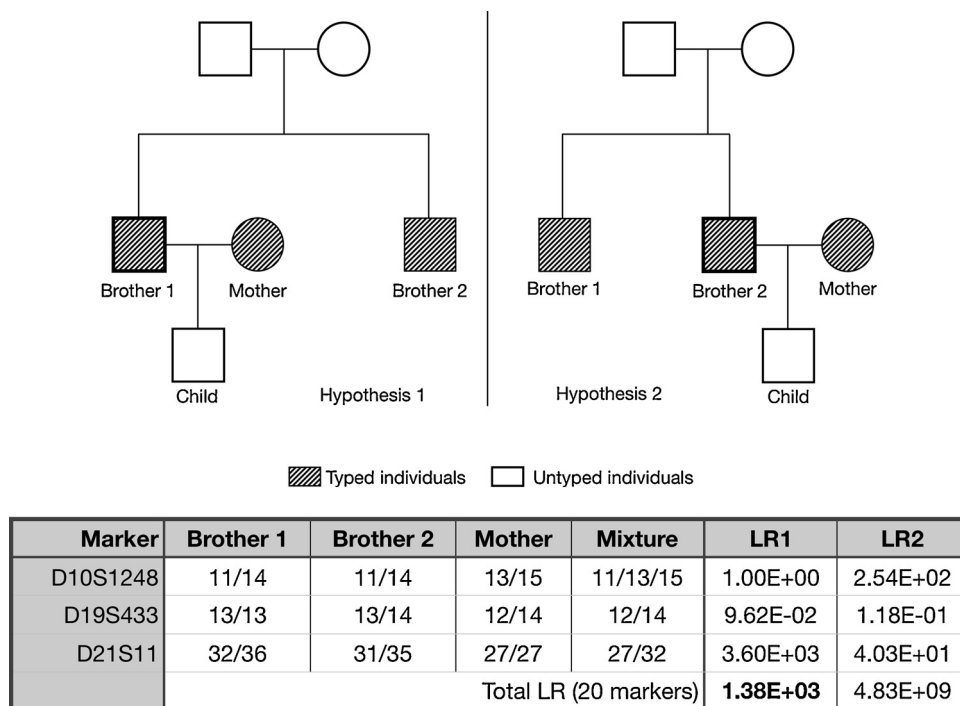 Brother 1 Mother Brother 2
Child
Hypothesis 1
Brother 1 Brother 2 Mother
Hypothesis 2
Child
Typed individuals Untyped individuals
Marker Brother 1 Brother 2 Mother Mixture LR1 LR2
D10S1248 11/14 11/14 13/15 11/13/15 1.00E+00 2.54E+02
D19S433 13/13 13/14 12/14 12/14 9.62E-02 1.18E-01
D21S11 32/36 31/35 27/27 27/32 3.60E+03 4.03E+01
Total LR (20 markers) 1.38E+03 4.83E+09